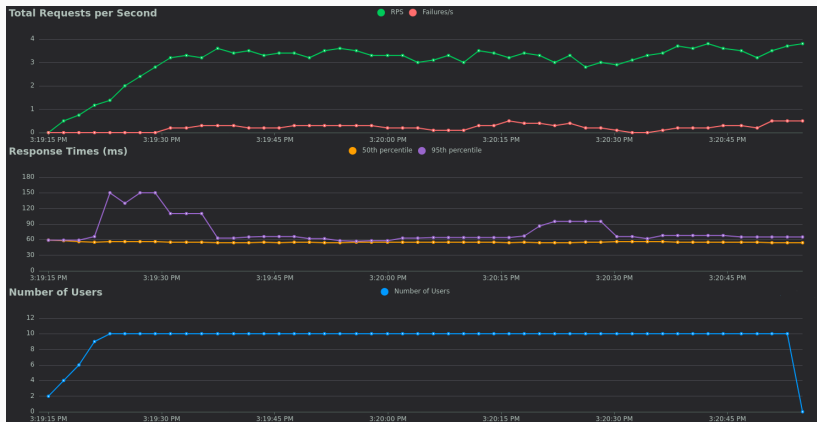 Total Requests per Second
RPS Failures/s
4
3
2
1
0
3:19:15 PM 3:19:30 PM 3:19:45 PM 3:20:00 PM 3:20:15 PM 3:20:30 PM 3:20:45 PM
Response Times (ms)
50th percentile 95th percentile
180
150
120
90
60
30
0
3:19:15 PM 3:19:30 PM 3:19:45 PM 3:20:00 PM 3:20:15 PM 3:20:30 PM 3:20:45 PM
Number of Users
Number of Users
12
10
8
6
4
2
0
3:19:15 PM 3:19:30 PM 3:19:45 PM 3:20:00 PM 3:20:15 PM 3:20:30 PM 3:20:45 PM